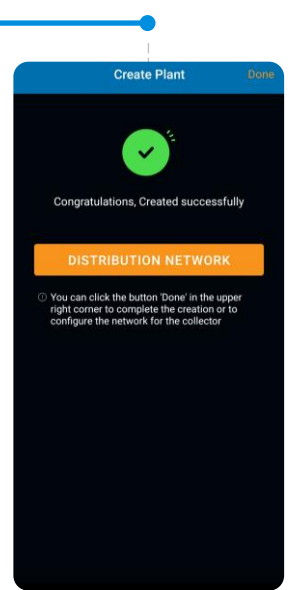 Create Plant Done
Congratulations, Created successfully
DISTRIBUTION NETWORK
You can click the button 'Done' in the upper
right corner to complete the creation or to
configure the network for the collector